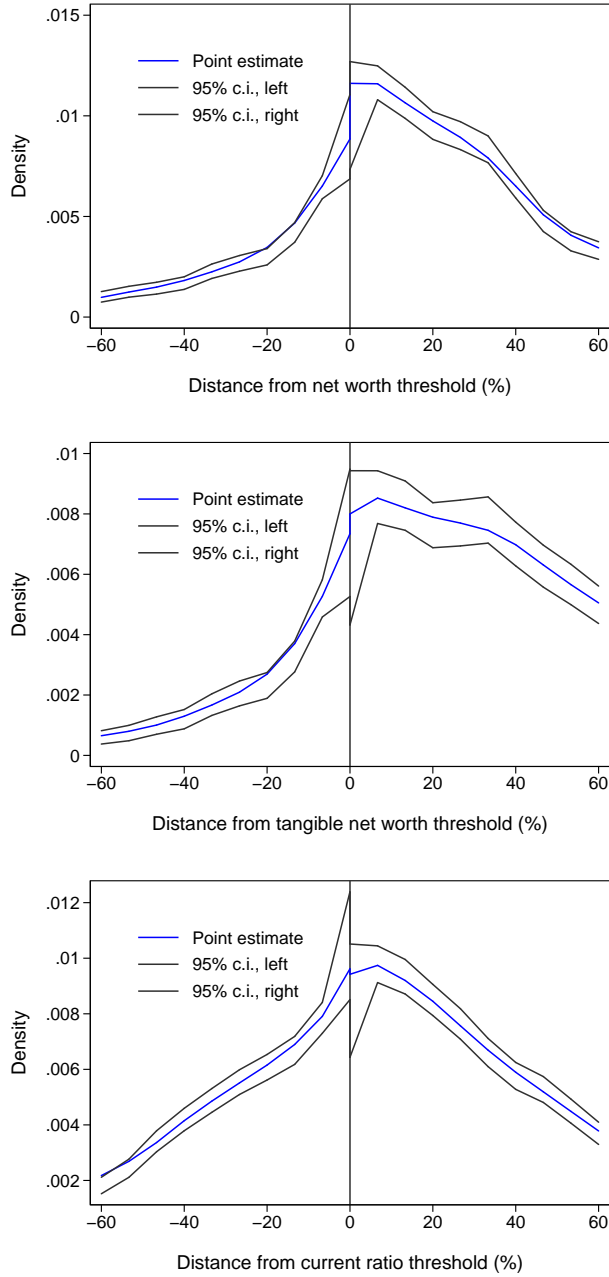 .015
.01
.005
0
Density
Point estimate
95% c.i., left
95% c.i., right
−60 −40 −20 0 20 40 60
Distance from net worth threshold (%)
.01
.008
.006
.004
.002
0
Density
Point estimate
95% c.i., left
95% c.i., right
−60 −40 −20 0 20 40 60
Distance from tangible net worth threshold (%)
.012
.01
.008
.006
.004
.002
Density
Point estimate
95% c.i., left
95% c.i., right
−60 −40 −20 0 20 40 60
Distance from current ratio threshold (%)